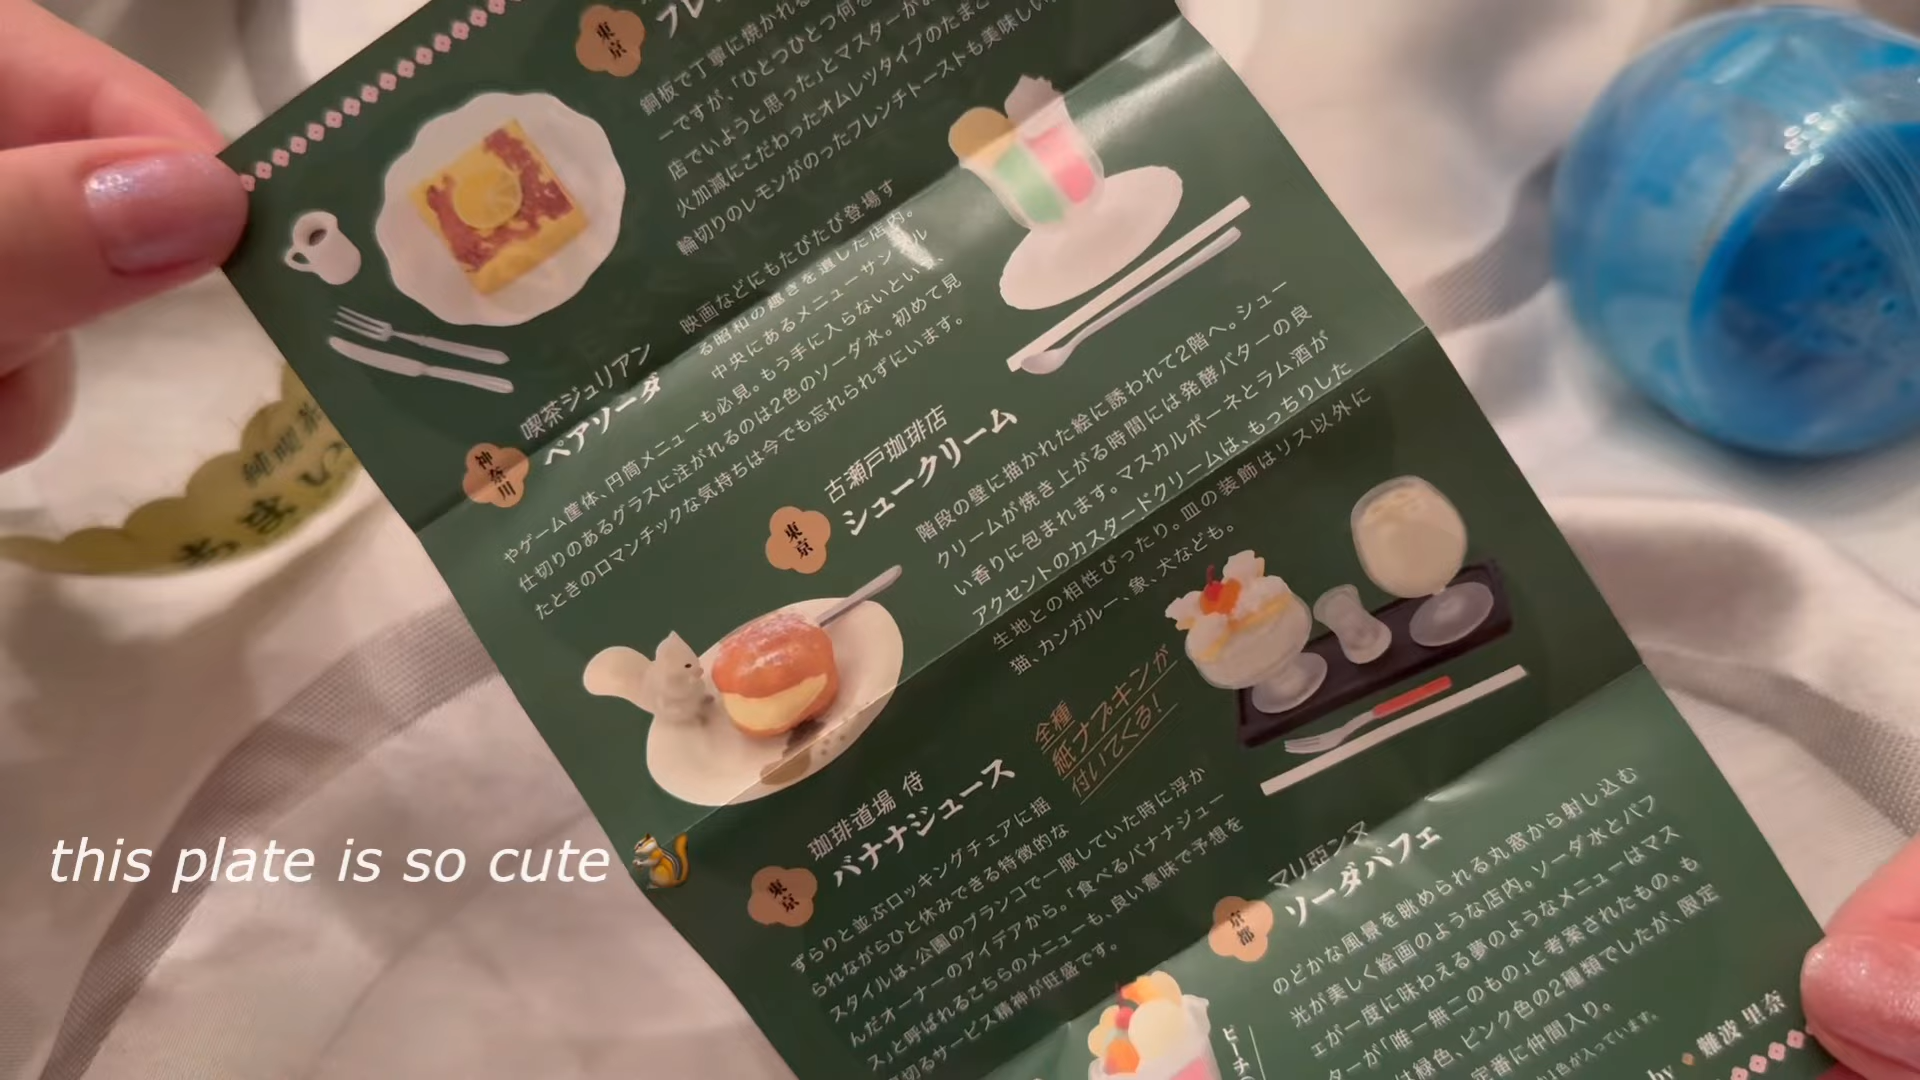 東京
銅板で丁寧に焼かれる
ーですが、「ひとつひとつ何を
店でいようと思った」とマスターが
火加減にこだわったオムレツタイプのたまご
輪切りのレモンがのったフレンチトーストも美味しい
神奈川
喫茶ジュリアン
ペアソーダ
映画などにもたびたび登場す
る昭和の趣きを遺した店内。
中央にあるメニューサンプル
やゲーム筐体、円筒メニューも必見。もう手に入らないという、
仕切りのあるグラスに注がれるのは2色のソーダ水。初めて見
たときのロマンチックな気持ちは今でも忘れられずにいます。
東京
古瀬戸珈琲店
シュークリーム
階段の壁に描かれた絵に誘われて2階へ。シュー
クリームが焼き上がる時間には発酵バターの良
い香りに包まれます。マスカルポーネとラム酒が
アクセントのカスタードクリームは、もっちりした
生地との相性ぴったり。皿の装飾はリス以外に
猫、カンガルー、象、犬なども。
全種
紙ナプキンが
付いてくる!
東京
珈琲道場 侍
バナナジュース
ずらりと並ぶロッキングチェアに揺
られながらひと休みできる特徴的な
スタイルは、公園のブランコで一服していた時に浮か
んだオーナーのアイデアから。「食べるバナナジュー
ス」と呼ばれるこちらのメニューも、良い意味で予想を
切るサービス精神が旺盛です。
京都
マリ亞ンヌ
ソーダパフェ
のどかな風景を眺められる丸窓から射し込む
光が美しく絵画のような店内。ソーダ水とパフ
ェが一度に味わえる夢のようなメニューはマス
ターが「唯一無二のもの」と考案されたもの。も
は緑色、ピンク色の2種類でしたが、限定
定番に仲間入り。
色が入っています。
ピーチ
by 難波里奈
純喫茶
this plate is so cute 🐿️